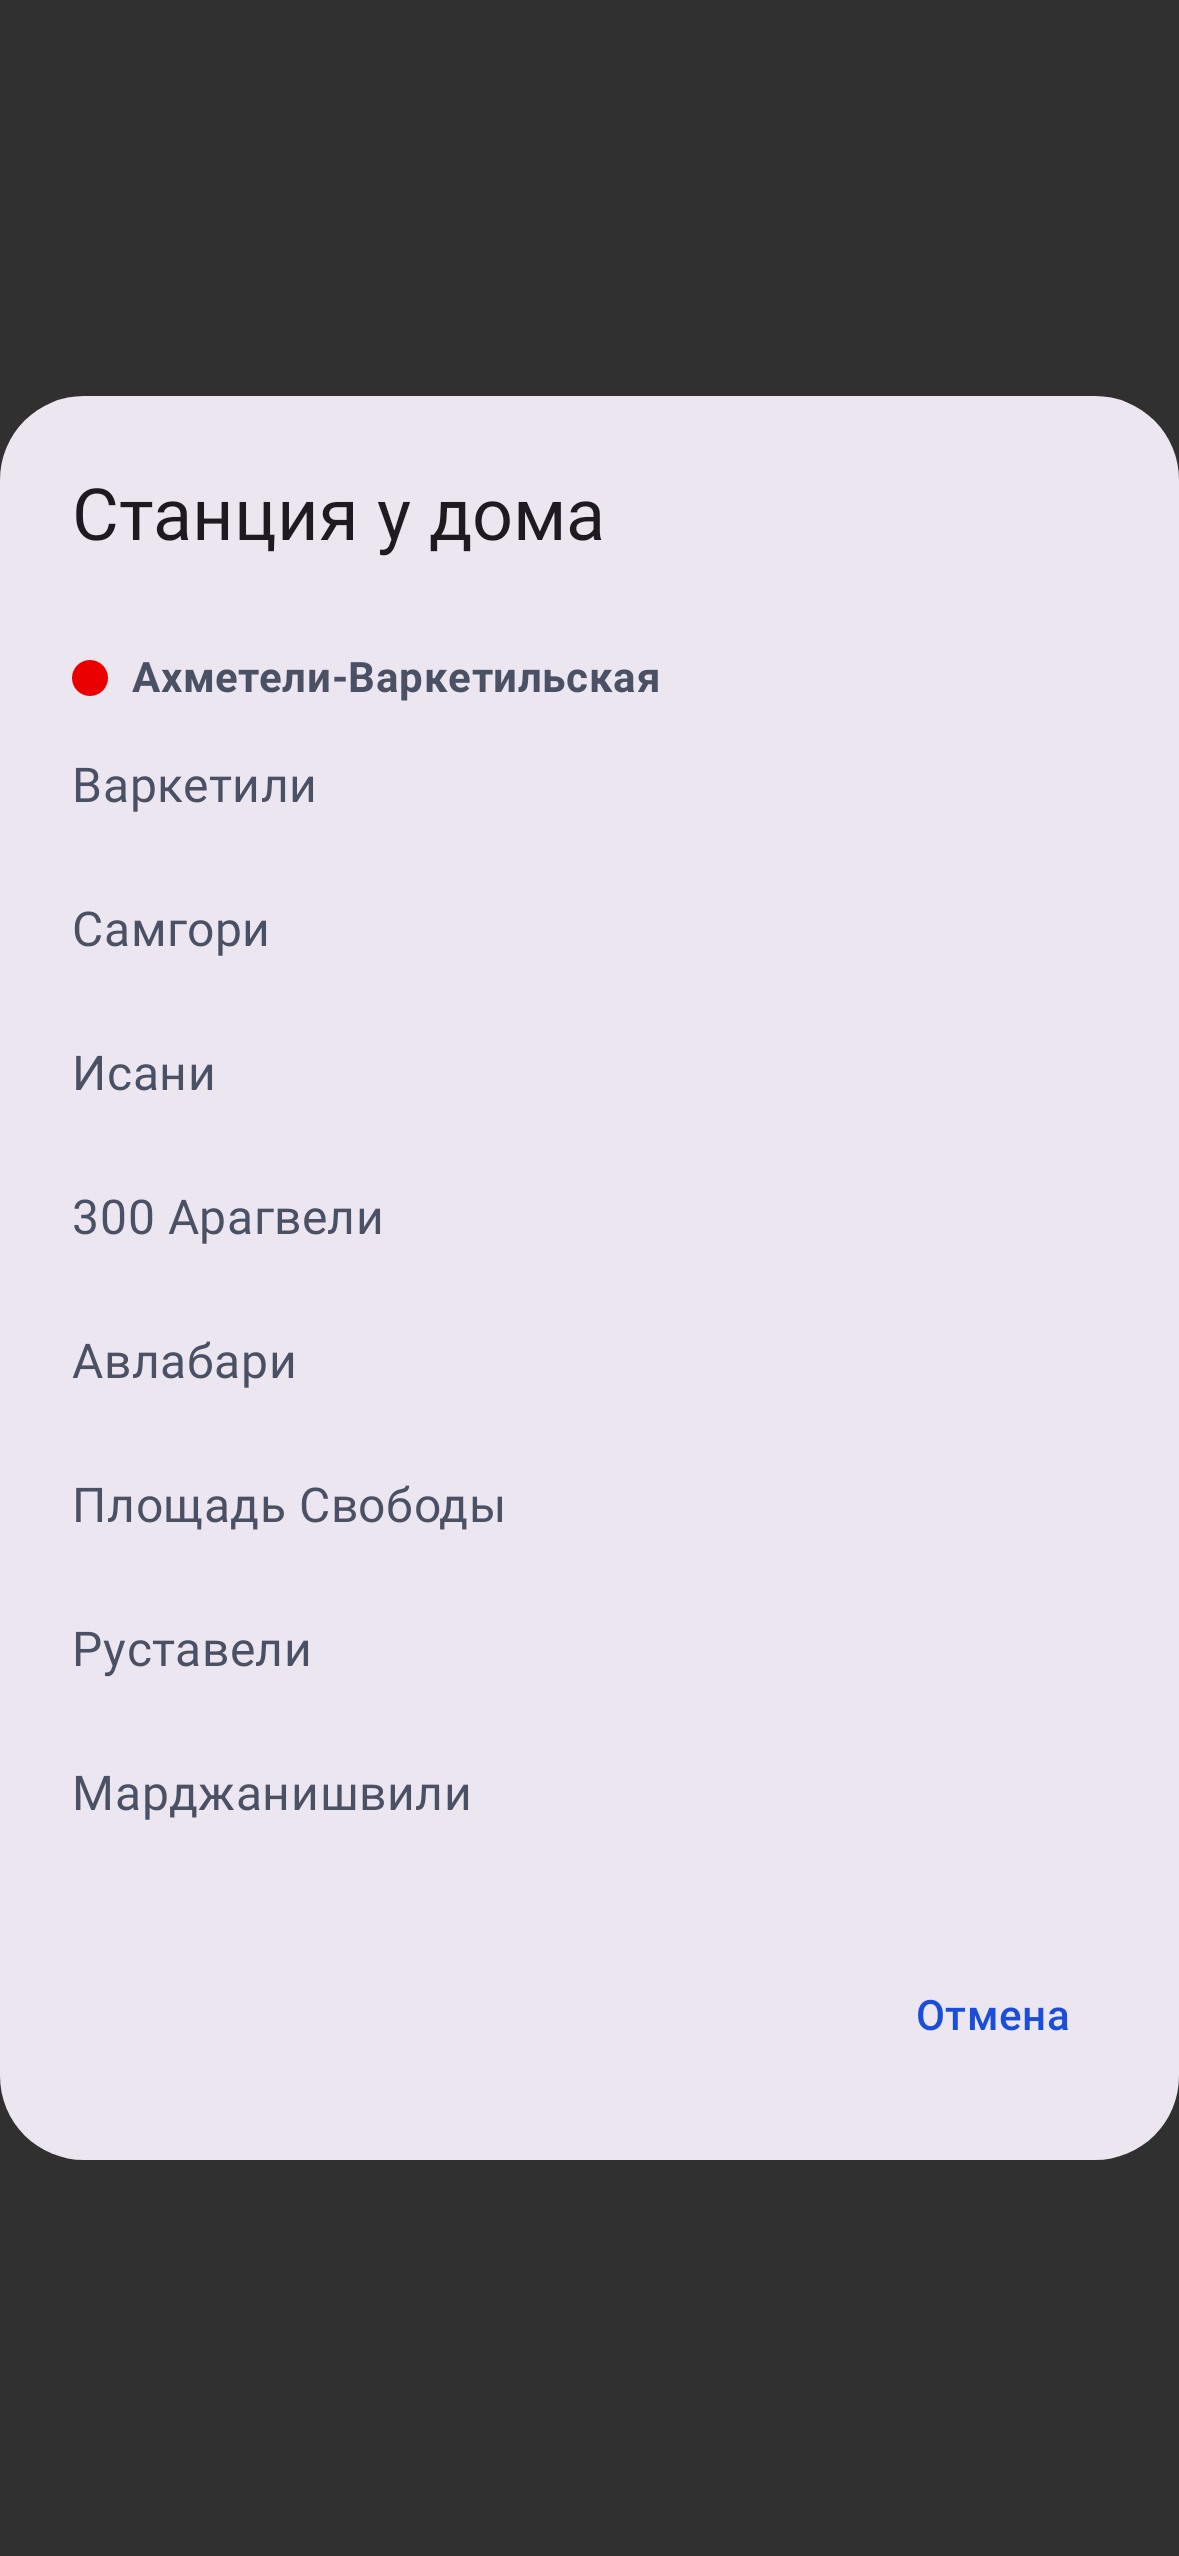 Станция у дома
Ахметели-Варкетильская
Варкетили
Самгори
Исани
300 Арагвели
Авлабари
Площадь Свободы
Руставели
Марджанишвили
Отмена